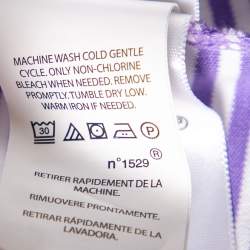 MACHINE WASH COLD GENTLE
CYCLE. ONLY NON-CHLORINE
BLEACH WHEN NEEDED. REMOVE
PROMPTLY. TUMBLE DRY LOW.
WARM IRON IF NEEDED.
30
P
n°1529
RETIRER RAPIDEMENT DE LA
MACHINE.
RIMUOVERE PRONTAMENTE.
RETIRAR RÁPIDAMENTE DE LA
LAVADORA.